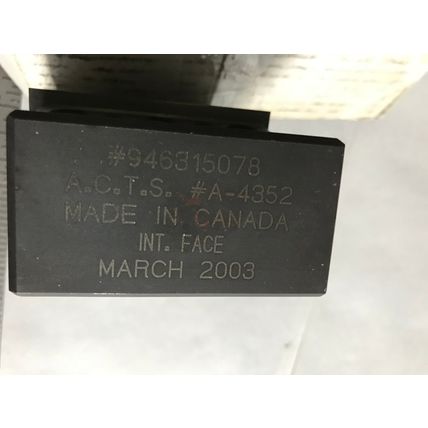 #946315078
A.C.T.S. #A-4352
MADE IN CANADA
INT. FACE
MARCH 2003